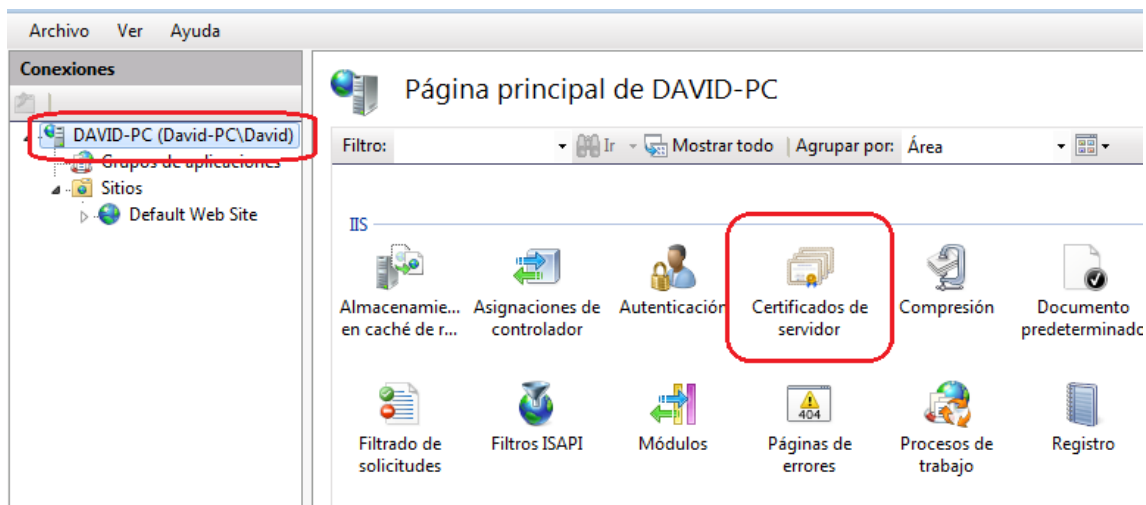 Archivo Ver Ayuda
Conexiones
DAVID-PC (David-PC\David)
Grupos de aplicaciones
Sitios
Default Web Site
Página principal de DAVID-PC
Filtro: Ir Mostrar todo Agrupar por: Área
IIS
Almacenamie... Asignaciones de Autenticación Certificados de Compresión Documento
en caché de r... controlador servidor predeterminado
404
Filtrado de Filtros ISAPI Módulos Páginas de Procesos de Registro
solicitudes errores trabajo